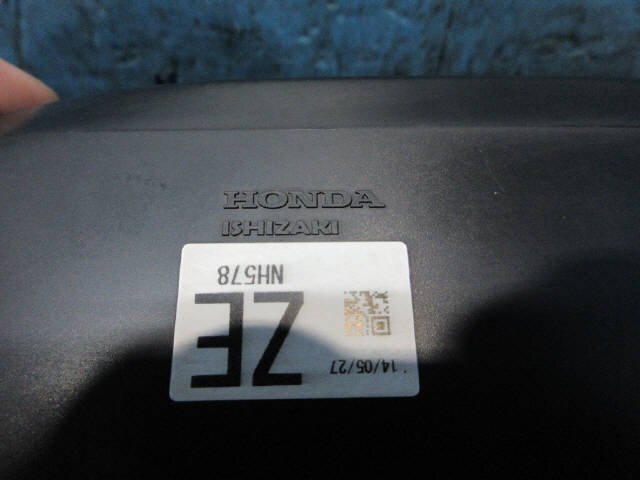 HONDA
ISHIZAKI
'14/05/27
ZE
NH578